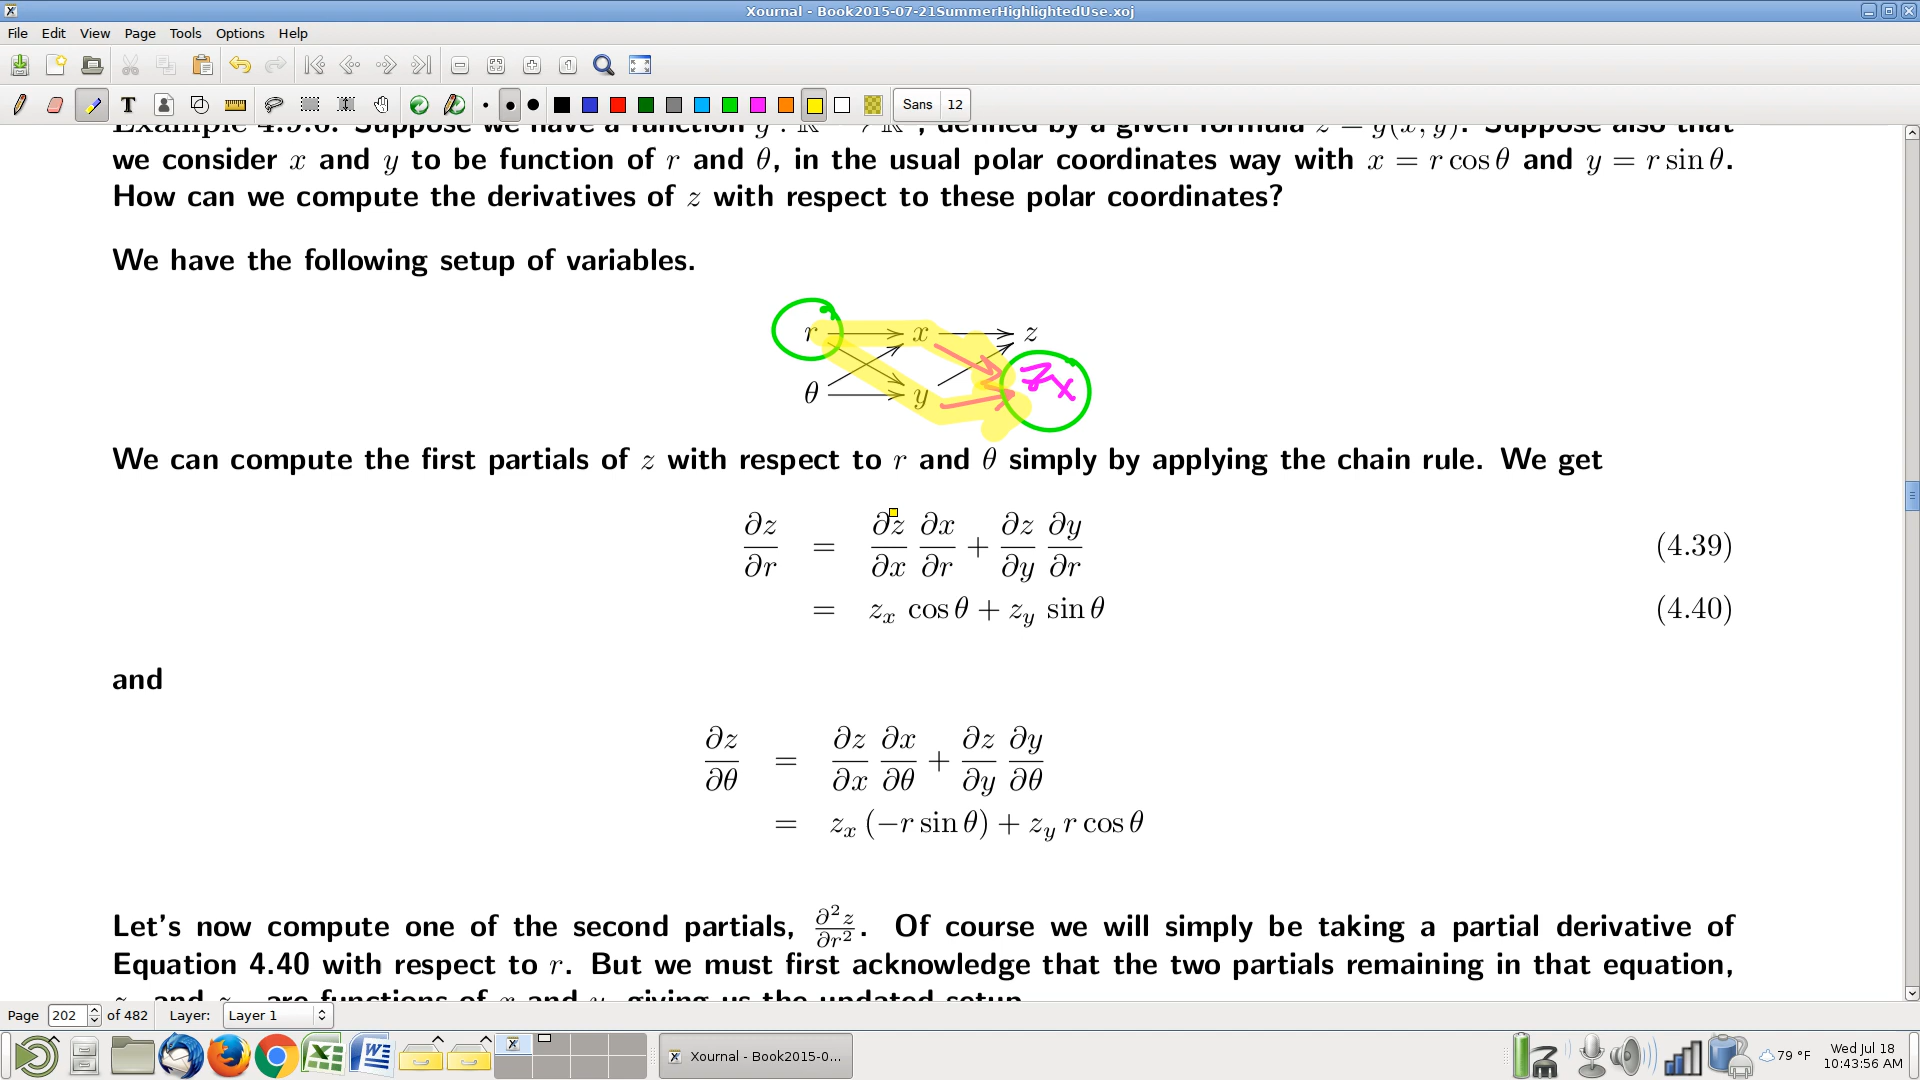 Xournal - Book2015-07-21SummerHighlightedUse.xoj
File Edit View Page Tools Options Help
Sans 12
we consider x and y to be function of r and θ, in the usual polar coordinates way with x = r cos θ and y = r sin θ.
How can we compute the derivatives of z with respect to these polar coordinates?
We have the following setup of variables.
r x z
θ y zx
We can compute the first partials of z with respect to r and θ simply by applying the chain rule. We get
∂z/∂r = ∂z/∂x ∂x/∂r + ∂z/∂y ∂y/∂r (4.39)
= z_x cos θ + z_y sin θ (4.40)
and
∂z/∂θ = ∂z/∂x ∂x/∂θ + ∂z/∂y ∂y/∂θ
= z_x (−r sin θ) + z_y r cos θ
Let's now compute one of the second partials, ∂²z/∂r². Of course we will simply be taking a partial derivative of
Equation 4.40 with respect to r. But we must first acknowledge that the two partials remaining in that equation,
Page 202 of 482 Layer: Layer 1
Xournal - Book2015-0...
79 °F
Wed Jul 18
10:43:56 AM